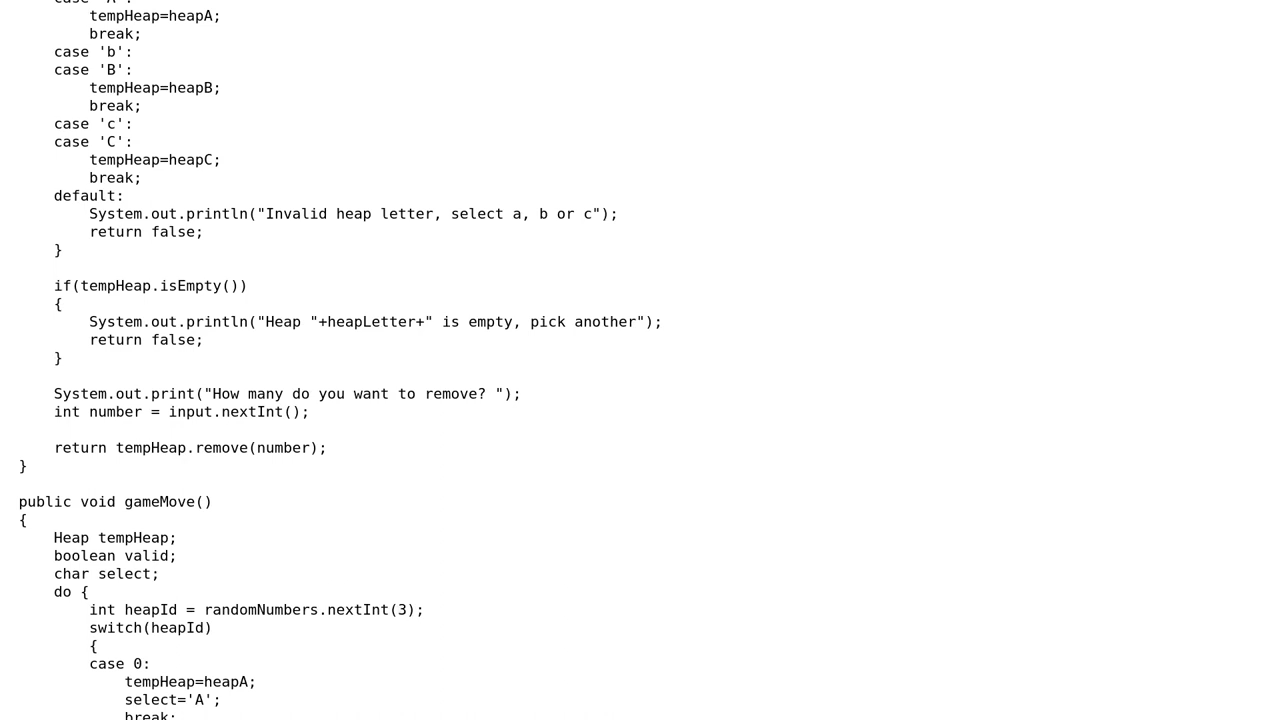 case 'A':
tempHeap=heapA;
break;
case 'b':
case 'B':
tempHeap=heapB;
break;
case 'c':
case 'C':
tempHeap=heapC;
break;
default:
System.out.println("Invalid heap letter, select a, b or c");
return false;
}
if(tempHeap.isEmpty())
{
System.out.println("Heap "+heapLetter+" is empty, pick another");
return false;
}
System.out.print("How many do you want to remove? ");
int number = input.nextInt();
return tempHeap.remove(number);
}
public void gameMove()
{
Heap tempHeap;
boolean valid;
char select;
do {
int heapId = randomNumbers.nextInt(3);
switch(heapId)
{
case 0:
tempHeap=heapA;
select='A';
break;